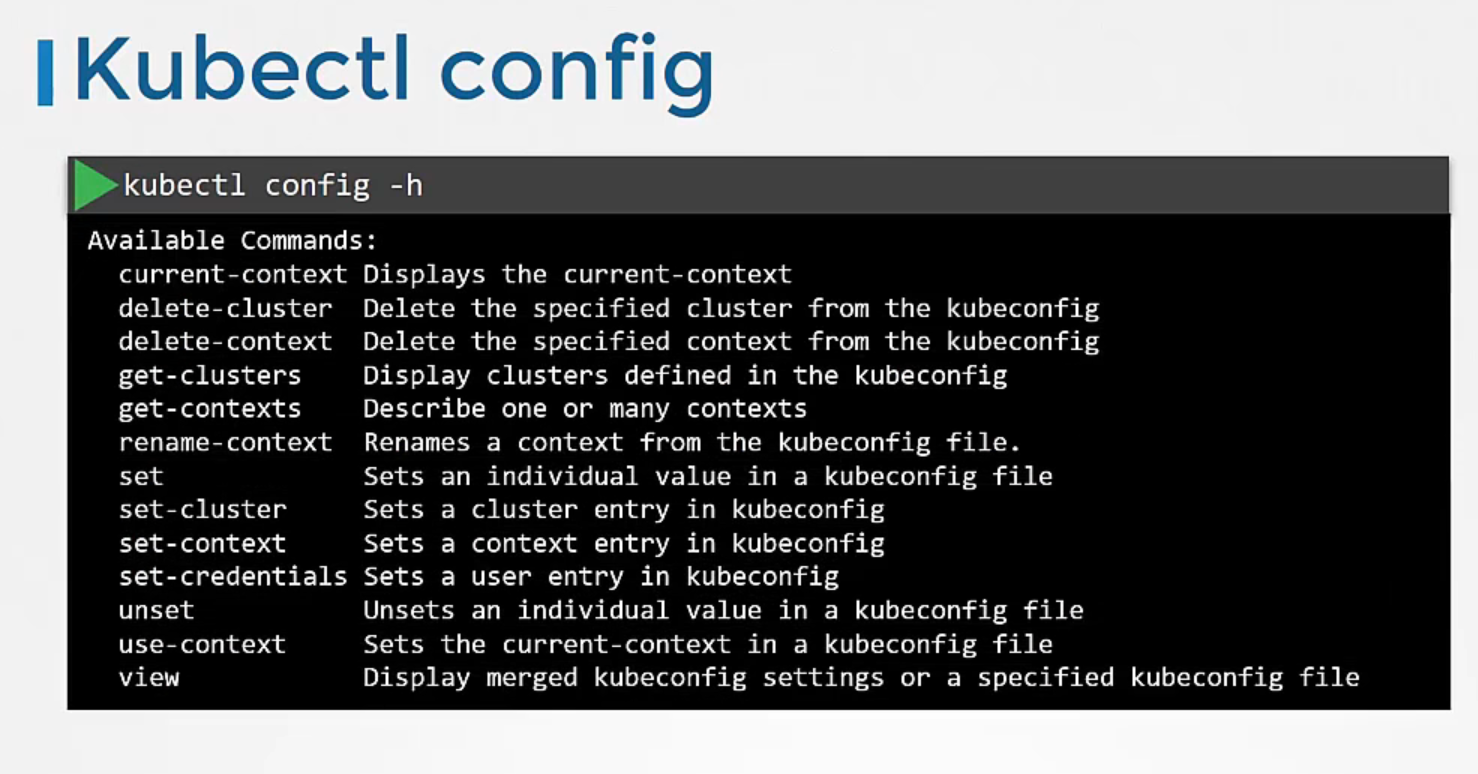 Kubectl config
kubectl config -h
Available Commands:
current-context Displays the current-context
delete-cluster Delete the specified cluster from the kubeconfig
delete-context Delete the specified context from the kubeconfig
get-clusters Display clusters defined in the kubeconfig
get-contexts Describe one or many contexts
rename-context Renames a context from the kubeconfig file.
set Sets an individual value in a kubeconfig file
set-cluster Sets a cluster entry in kubeconfig
set-context Sets a context entry in kubeconfig
set-credentials Sets a user entry in kubeconfig
unset Unsets an individual value in a kubeconfig file
use-context Sets the current-context in a kubeconfig file
view Display merged kubeconfig settings or a specified kubeconfig file